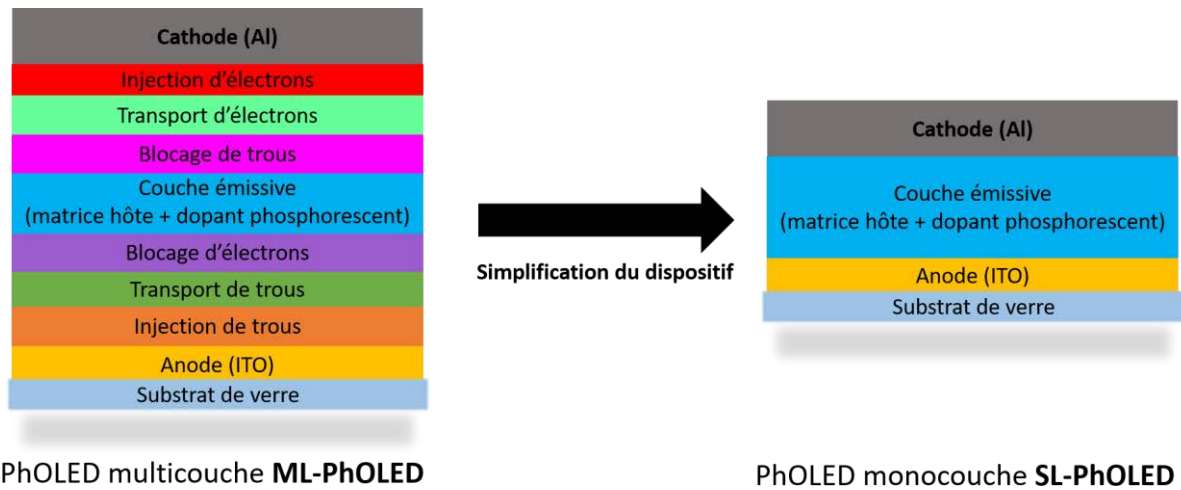 Cathode (Al)
Injection d'électrons
Transport d'électrons
Blocage de trous
Couche émissive
(matrice hôte + dopant phosphorescent)
Blocage d'électrons
Transport de trous
Injection de trous
Anode (ITO)
Substrat de verre
PhOLED multicouche ML-PhOLED
Simplification du dispositif
Cathode (Al)
Couche émissive
(matrice hôte + dopant phosphorescent)
Anode (ITO)
Substrat de verre
PhOLED monocouche SL-PhOLED